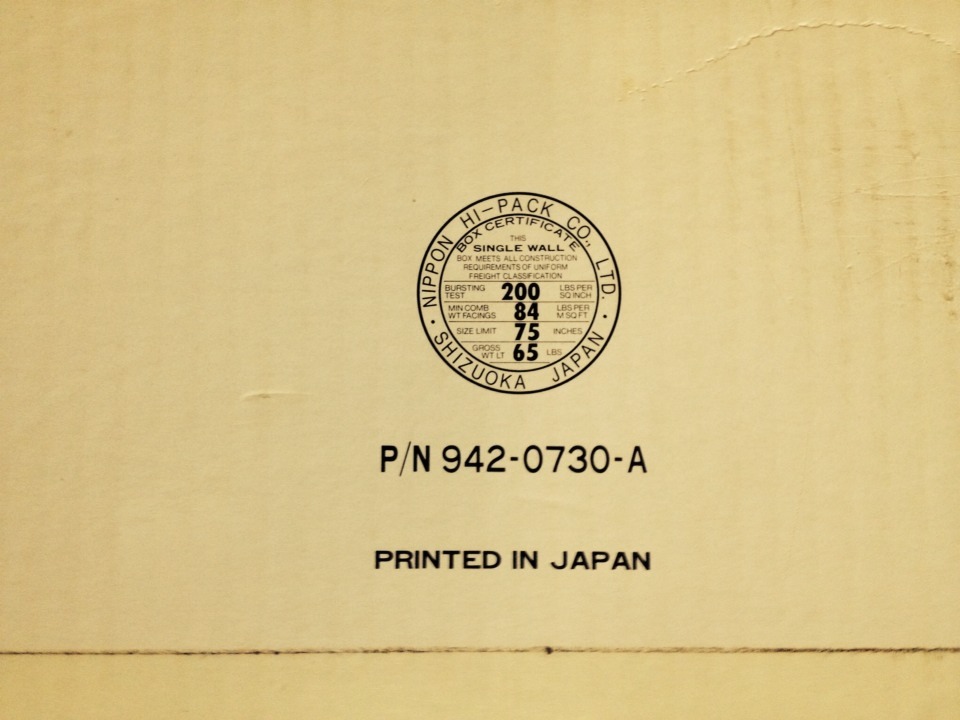 NIPPON HI-PACK CO., LTD.
BOX CERTIFICATE
THIS
SINGLE WALL
BOX MEETS ALL CONSTRUCTION
REQUIREMENTS OF UNIFORM
FREIGHT CLASSIFICATION
BURSTING TEST 200 LBS PER SQ INCH
MIN COMB WT FACINGS 84 LBS PER M SQ FT
SIZE LIMIT 75 INCHES
GROSS WT LT 65 LBS
SHIZUOKA JAPAN
P/N 942-0730-A
PRINTED IN JAPAN